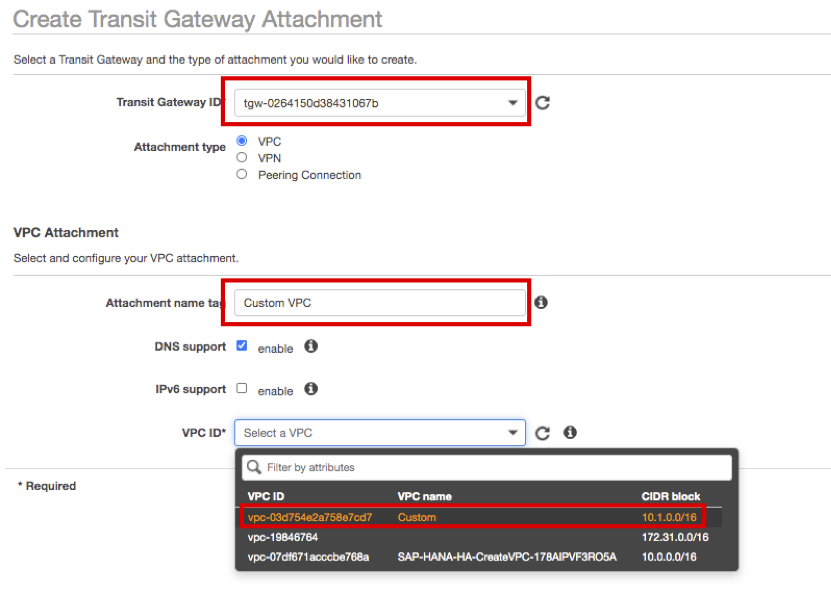 Create Transit Gateway Attachment
Select a Transit Gateway and the type of attachment you would like to create.
Transit Gateway ID* tgw-0264150d38431067b
Attachment type VPC
VPN
Peering Connection
VPC Attachment
Select and configure your VPC attachment.
Attachment name tag Custom VPC
DNS support enable
IPv6 support enable
VPC ID* Select a VPC
Filter by attributes
* Required
VPC ID VPC name CIDR block
vpc-03d754e2a758e7cd7 Custom 10.1.0.0/16
vpc-19846764 172.31.0.0/16
vpc-07df671acccbe768a SAP-HANA-HA-CreateVPC-178AIPVF3RO5A 10.0.0.0/16